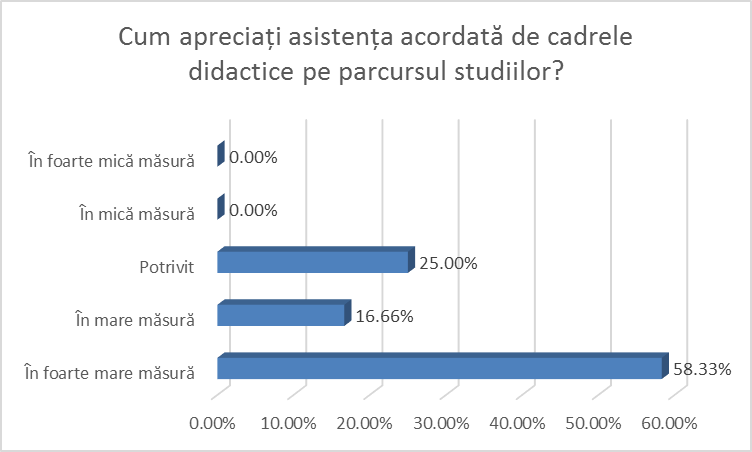 Cum apreciați asistența acordată de cadrele
didactice pe parcursul studiilor?
În foarte mică măsură 0.00%
În mică măsură 0.00%
Potrivit 25.00%
În mare măsură 16.66%
În foarte mare măsură 58.33%
0.00% 10.00% 20.00% 30.00% 40.00% 50.00% 60.00%